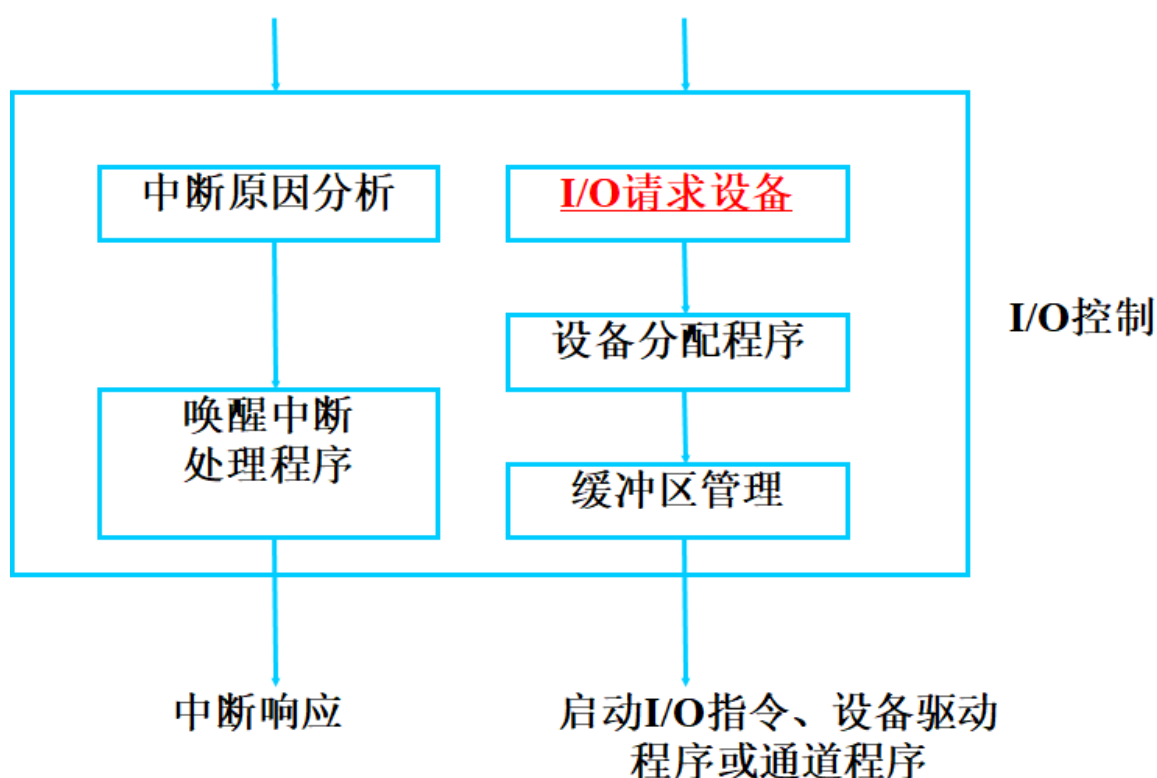 中断原因分析
I/O请求设备
设备分配程序
I/O控制
唤醒中断
处理程序
缓冲区管理
中断响应
启动I/O指令、设备驱动
程序或通道程序